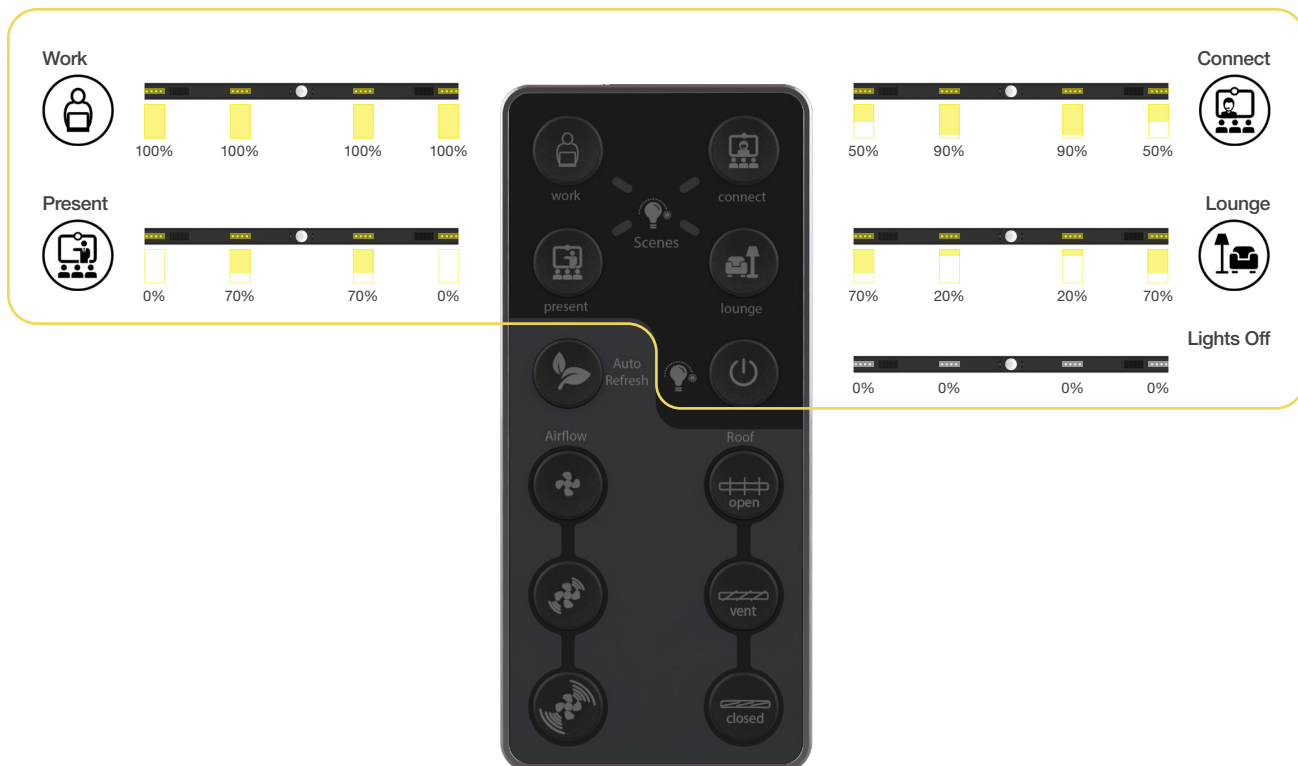 Work
100% 100% 100% 100%
Present
0% 70% 70% 0%
work
connect
Scenes
present
lounge
Auto
Refresh
Airflow
Roof
open
vent
closed
Connect
50% 90% 90% 50%
Lounge
70% 20% 20% 70%
Lights Off
0% 0% 0% 0%